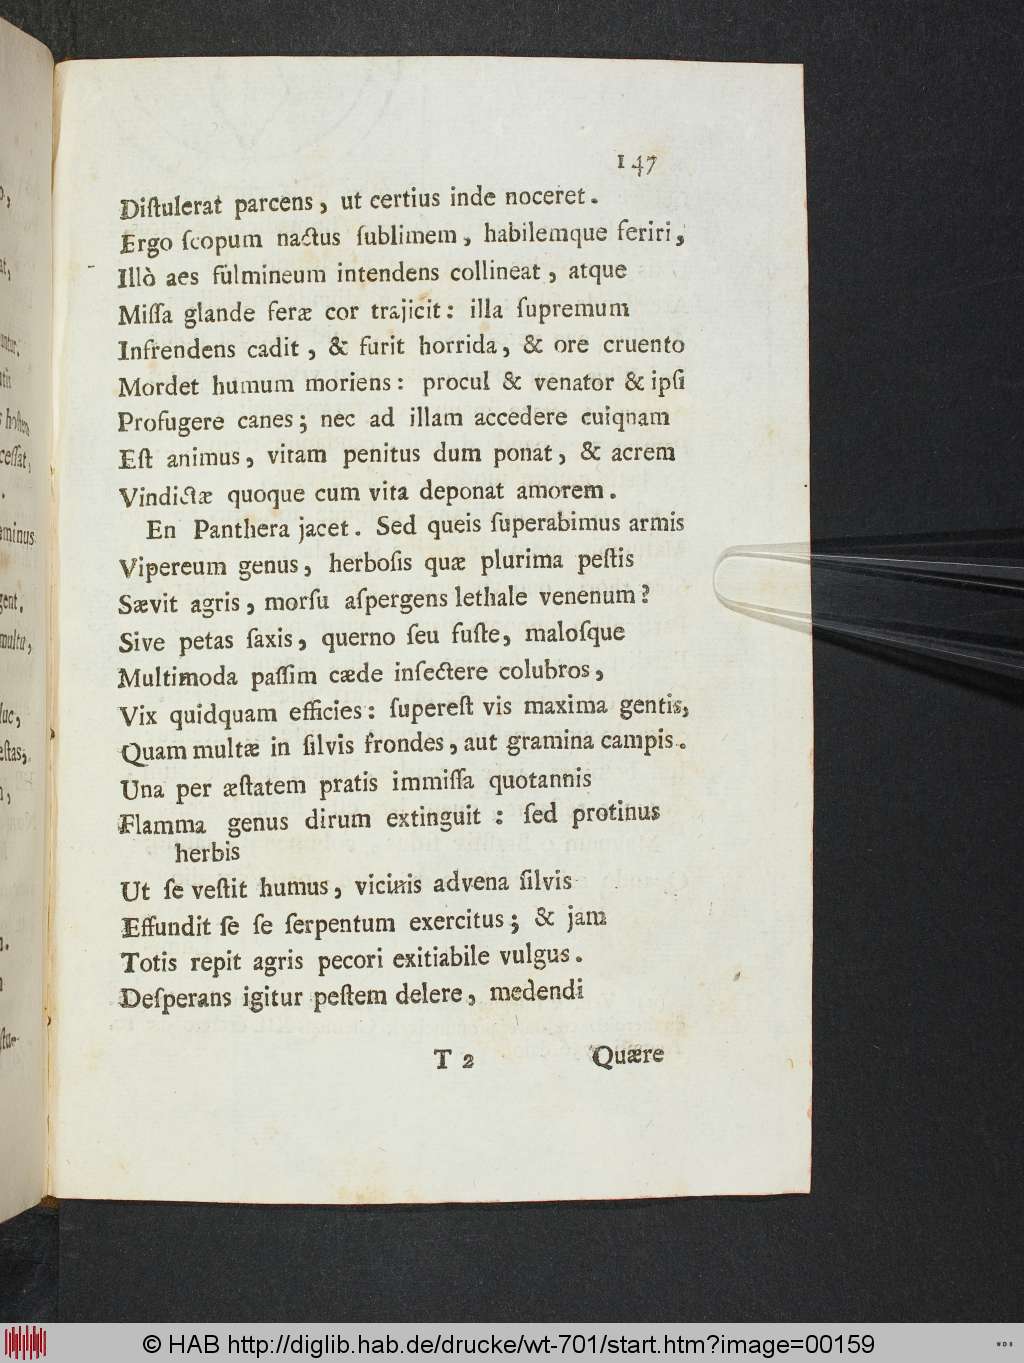 147
Diſtulerat parcens, ut certius inde noceret.
Ergo ſcopum nactus ſublimem, habilemque feriri,
Illò aes fulmineum intendens collineat, atque
Miſſa glande feræ cor trajicit: illa ſupremum
Infrendens cadit, & furit horrida, & ore cruento
Mordet humum moriens: procul & venator & ipſi
Profugere canes; nec ad illam accedere cuiquam
Eſt animus, vitam penitus dum ponat, & acrem
Vindictæ quoque cum vita deponat amorem.
En Panthera jacet. Sed queis ſuperabimus armis
Vipereum genus, herboſis quæ plurima peſtis
Sævit agris, morſu aſpergens lethale venenum?
Sive petas ſaxis, querno ſeu fuſte, maloſque
Multimoda paſſim cæde inſectere colubros,
Vix quidquam efficies: ſupereſt vis maxima gentis,
Quam multæ in ſilvis frondes, aut gramina campis.
Una per æſtatem pratis immiſſa quotannis
Flamma genus dirum extinguit: ſed protinus
herbis
Ut ſe veſtit humus, vicinis advena ſilvis
Effundit ſe ſe ſerpentum exercitus; & jam
Totis repit agris pecori exitiabile vulgus.
Deſperans igitur peſtem delere, medendi
T 2 Quære
© HAB http://diglib.hab.de/drucke/wt-701/start.htm?image=00159